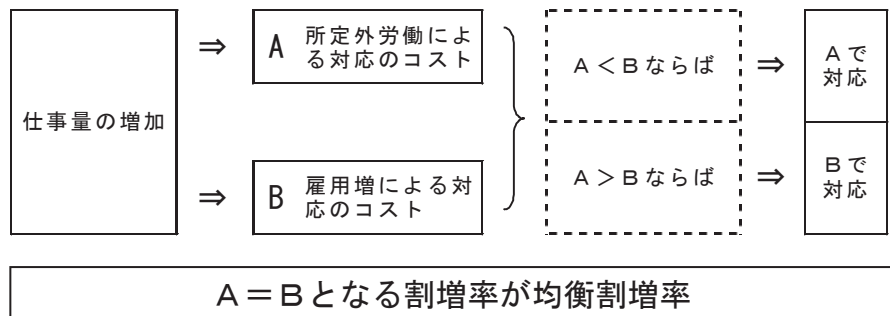 仕事量の増加
⇒
A
所定外労働によ
る対応のコスト
⇒
B
雇用増による対
応のコスト
A<Bならば
⇒
Aで
対応
A>Bならば
⇒
Bで
対応
A=Bとなる割増率が均衡割増率